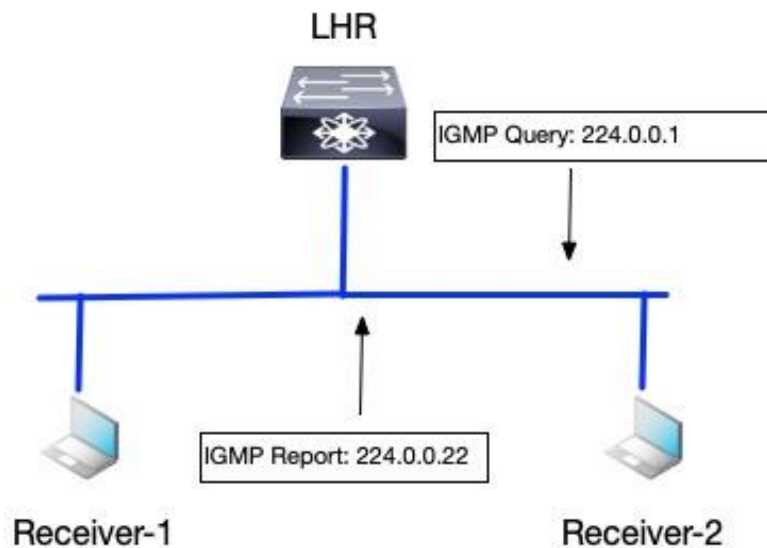 LHR
IGMP Query: 224.0.0.1
IGMP Report: 224.0.0.22
Receiver-1
Receiver-2